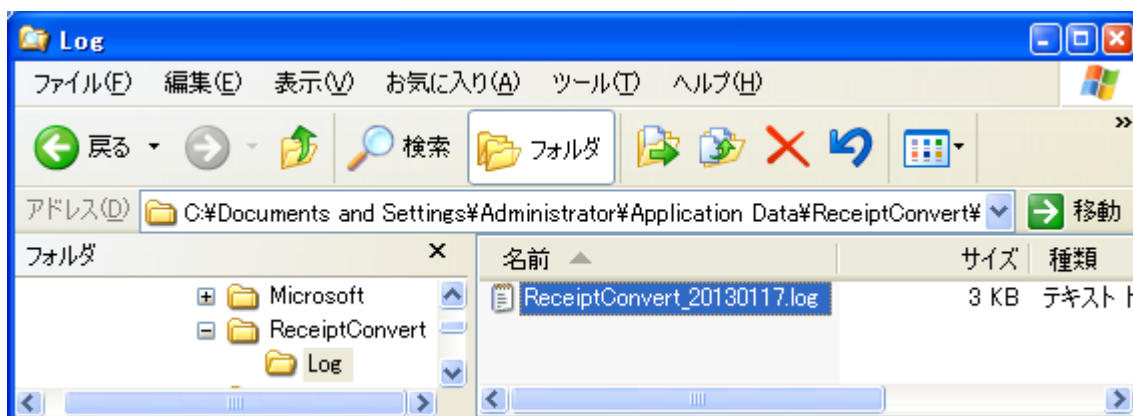 Log
ファイル(F) 編集(E) 表示(V) お気に入り(A) ツール(T) ヘルプ(H)
戻る 検索 フォルダ »
アドレス(D) C:¥Documents and Settings¥Administrator¥Application Data¥ReceiptConvert¥ 移動
フォルダ × 名前 サイズ 種類
Microsoft ReceiptConvert_20130117.log 3 KB テキスト
ReceiptConvert
Log